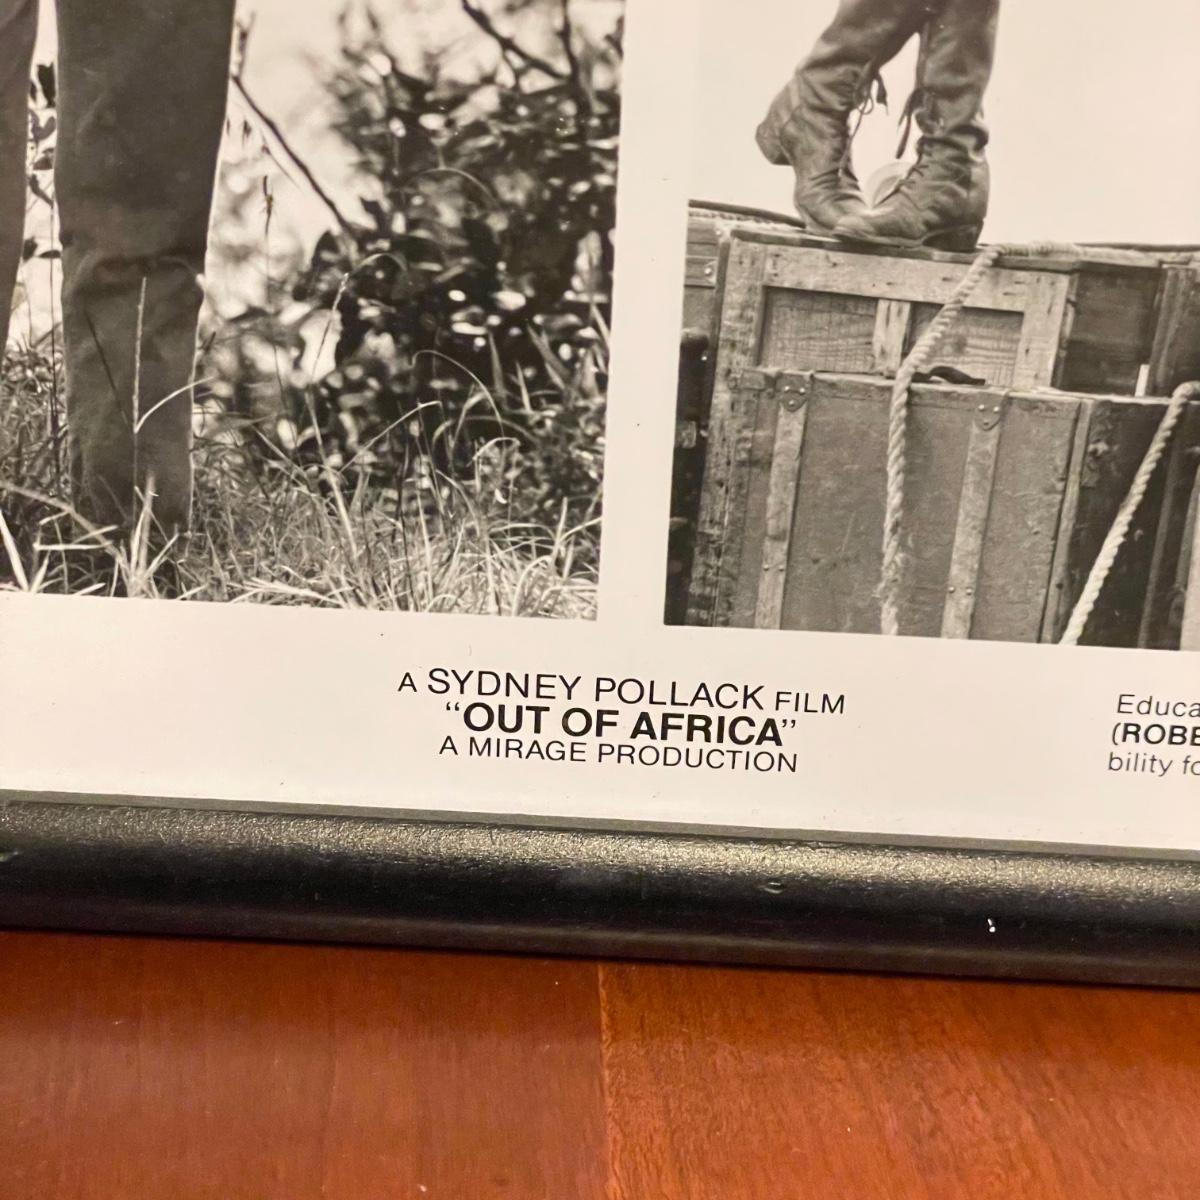 A SYDNEY POLLACK FILM
“OUT OF AFRICA”
A MIRAGE PRODUCTION
Educa
(ROBE
bility fo